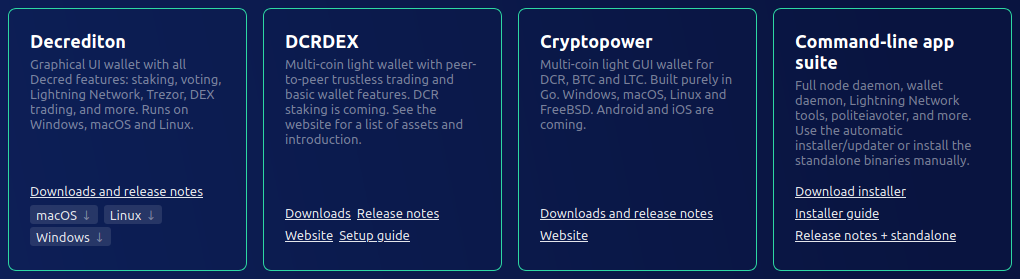 Decrediton
Graphical UI wallet with all
Decred features: staking, voting,
Lightning Network, Trezor, DEX
trading, and more. Runs on
Windows, macOS and Linux.
Downloads and release notes
macOS ↓ Linux ↓
Windows ↓
DCRDEX
Multi-coin light wallet with peer-
to-peer trustless trading and
basic wallet features. DCR
staking is coming. See the
website for a list of assets and
introduction.
Downloads Release notes
Website Setup guide
Cryptopower
Multi-coin light GUI wallet for
DCR, BTC and LTC. Built purely in
Go. Windows, macOS, Linux and
FreeBSD. Android and iOS are
coming.
Downloads and release notes
Website
Command-line app
suite
Full node daemon, wallet
daemon, Lightning Network
tools, politeiavoter, and more.
Use the automatic
installer/updater or install the
standalone binaries manually.
Download installer
Installer guide
Release notes + standalone